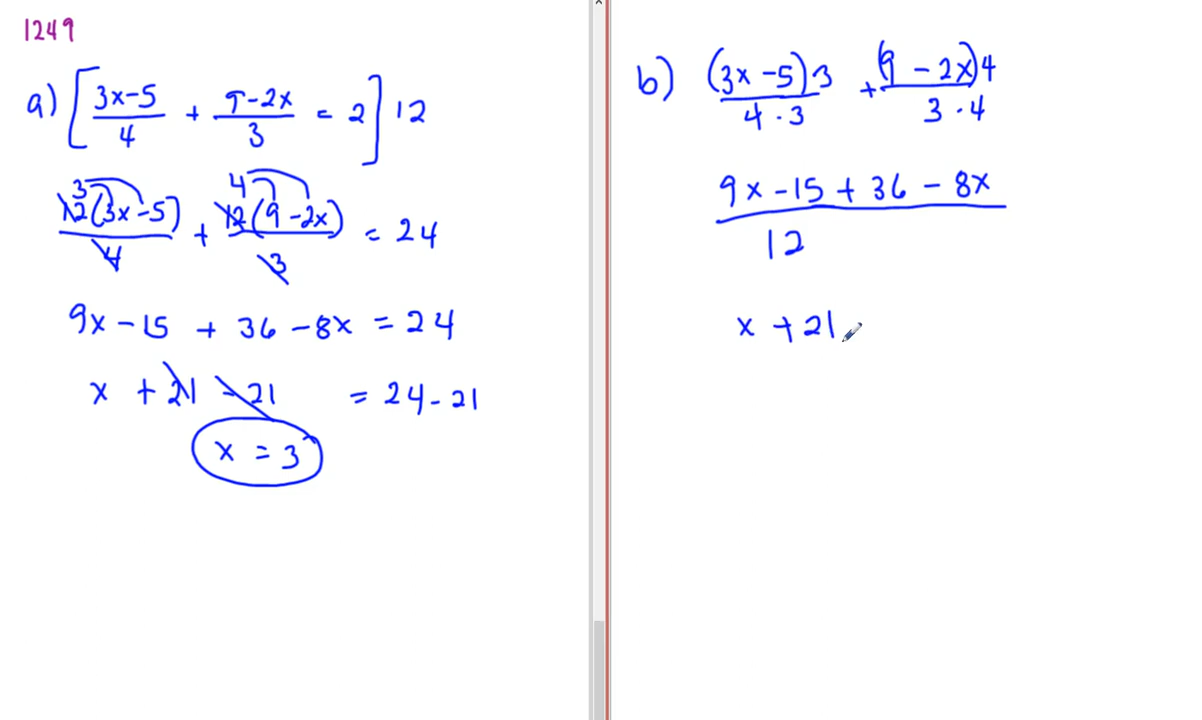 1249
a) [ 3x-5/4 + 9-2x/3 = 2 ] 12
3 12(3x-5)/4 + 4 12(9-2x)/3 = 24
9x - 15 + 36 - 8x = 24
x + 21 - 21 = 24 - 21
x = 3
b) (3x-5)3/4·3 + (9-2x)4/3·4
9x - 15 + 36 - 8x/12
x + 21